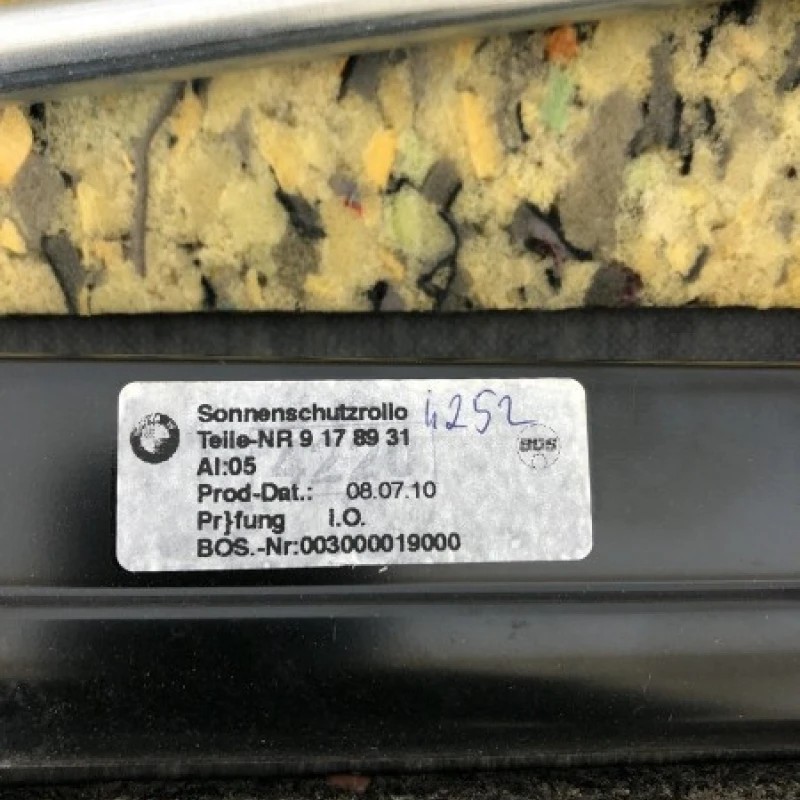 Sonnenschutzrollo 4252
Teile-NR 9 17 89 31
BOS
AI:05
Prod-Dat.: 08.07.10
Pr}fung I.O.
BOS.-Nr:003000019000